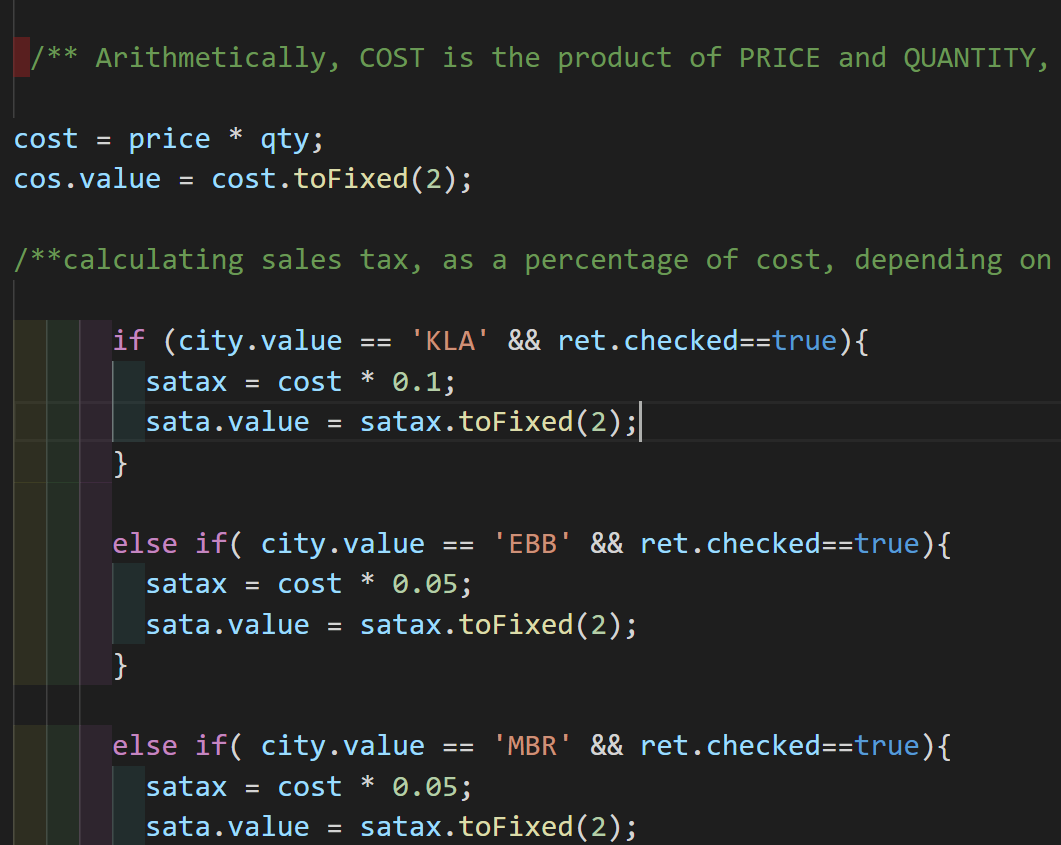 /** Arithmetically, COST is the product of PRICE and QUANTITY,
cost = price * qty;
cos.value = cost.toFixed(2);
/**calculating sales tax, as a percentage of cost, depending on
if (city.value == 'KLA' && ret.checked==true){
satax = cost * 0.1;
sata.value = satax.toFixed(2);
}
else if( city.value == 'EBB' && ret.checked==true){
satax = cost * 0.05;
sata.value = satax.toFixed(2);
}
else if( city.value == 'MBR' && ret.checked==true){
satax = cost * 0.05;
sata.value = satax.toFixed(2);